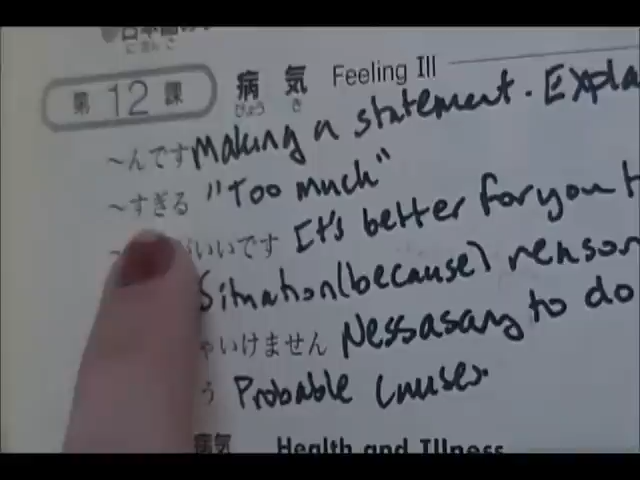 第12課 病気 びょうき Feeling Ill
～んです Making a statement. Expla
～すぎる "Too much"
がいいです It's better for you t
Situation (because) reason
ゃいけません Nessasary to do
う Probable causes.
病気 Health and Illness